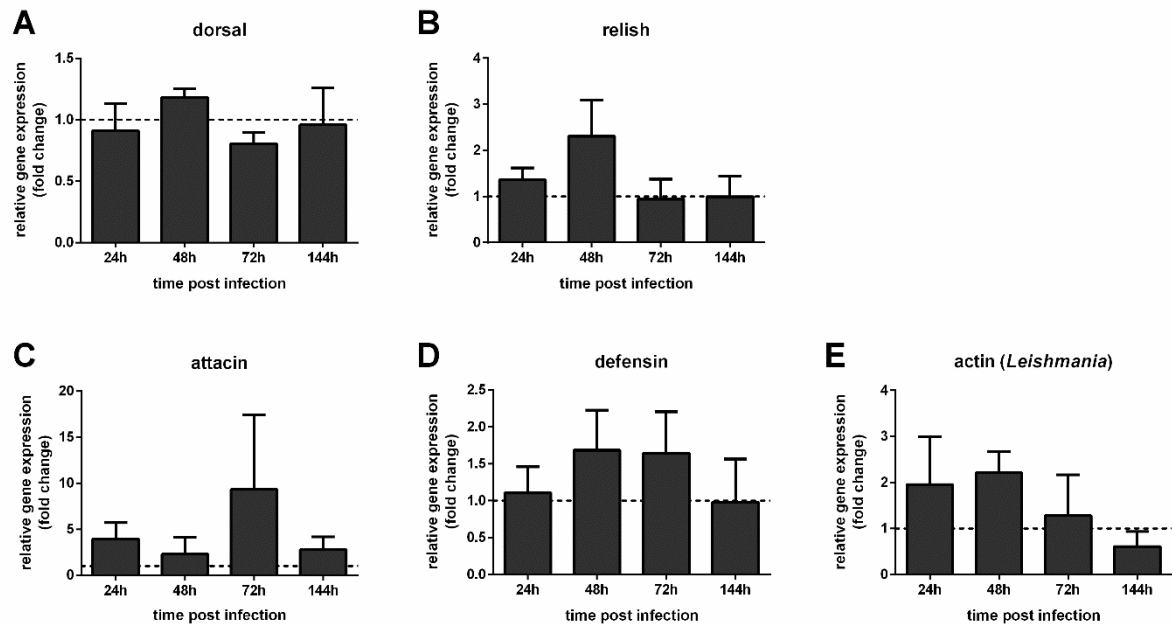 A
dorsal
relative gene expression
(fold change)
1.5
1.0
0.5
0.0
24h 48h 72h 144h
time post infection
B
relish
relative gene expression
(fold change)
4
3
2
1
0
24h 48h 72h 144h
time post infection
C
attacin
relative gene expression
(fold change)
20
15
10
5
0
24h 48h 72h 144h
time post infection
D
defensin
relative gene expression
(fold change)
2.5
2.0
1.5
1.0
0.5
0.0
24h 48h 72h 144h
time post infection
E
actin (Leishmania)
relative gene expression
(fold change)
4
3
2
1
0
24h 48h 72h 144h
time post infection